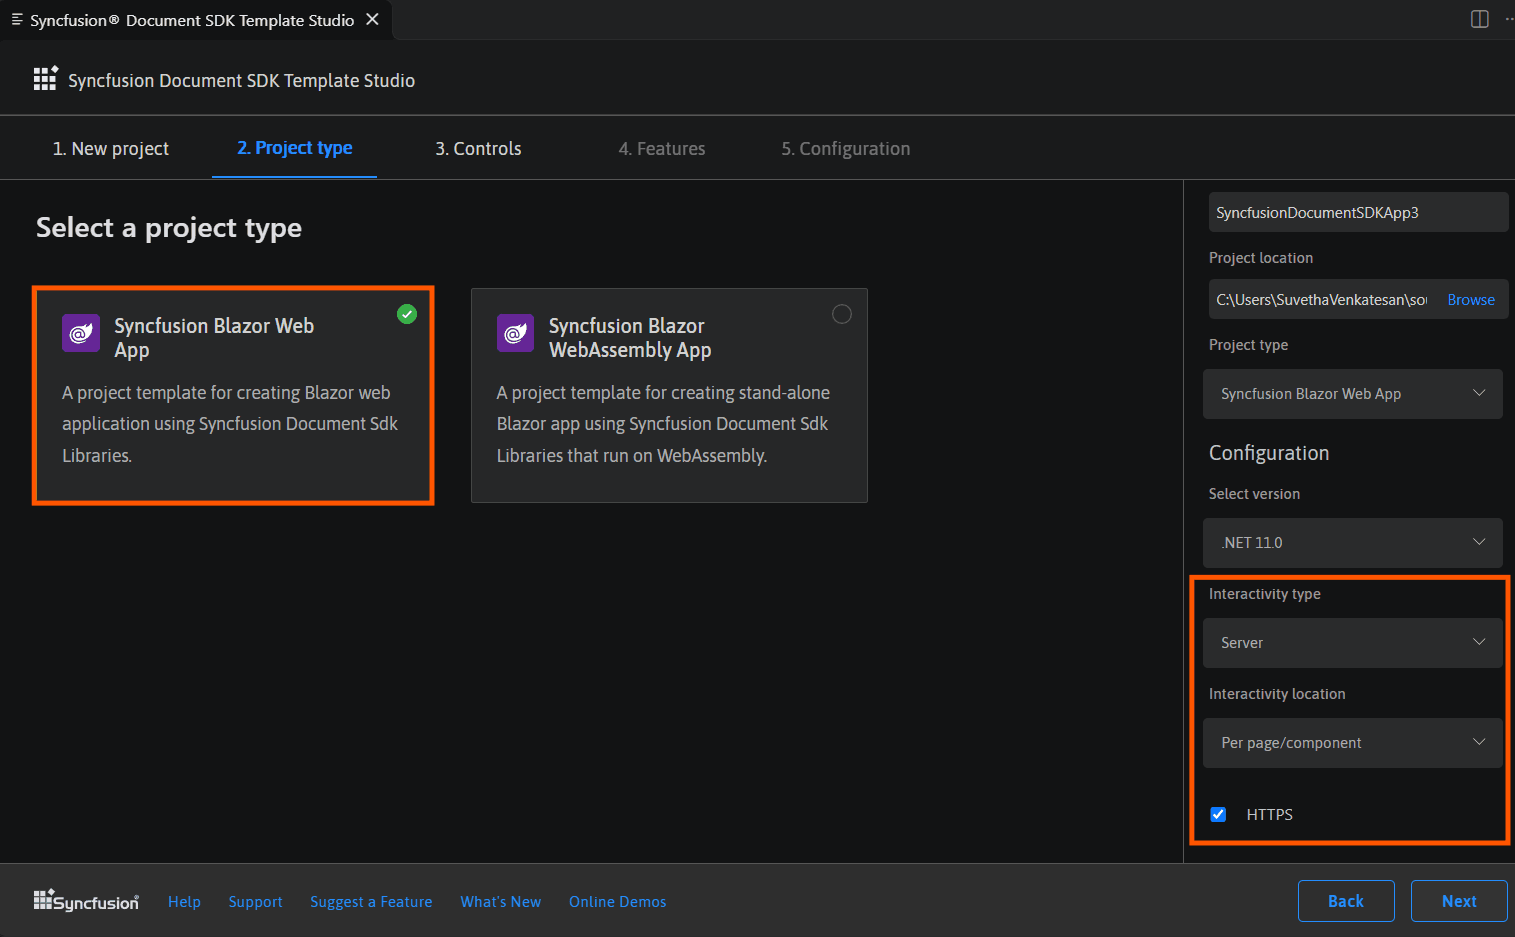 Syncfusion® Document SDK Template Studio
Syncfusion Document SDK Template Studio
1. New project
2. Project type
3. Controls
4. Features
5. Configuration
Select a project type
Syncfusion Blazor Web
App
A project template for creating Blazor web
application using Syncfusion Document Sdk
Libraries.
Syncfusion Blazor
WebAssembly App
A project template for creating stand-alone
Blazor app using Syncfusion Document Sdk
Libraries that run on WebAssembly.
SyncfusionDocumentSDKApp3
Project location
C:\Users\SuvethaVenkatesan\sou Browse
Project type
Syncfusion Blazor Web App
Configuration
Select version
.NET 11.0
Interactivity type
Server
Interactivity location
Per page/component
HTTPS
Syncfusion®
Help
Support
Suggest a Feature
What's New
Online Demos
Back
Next